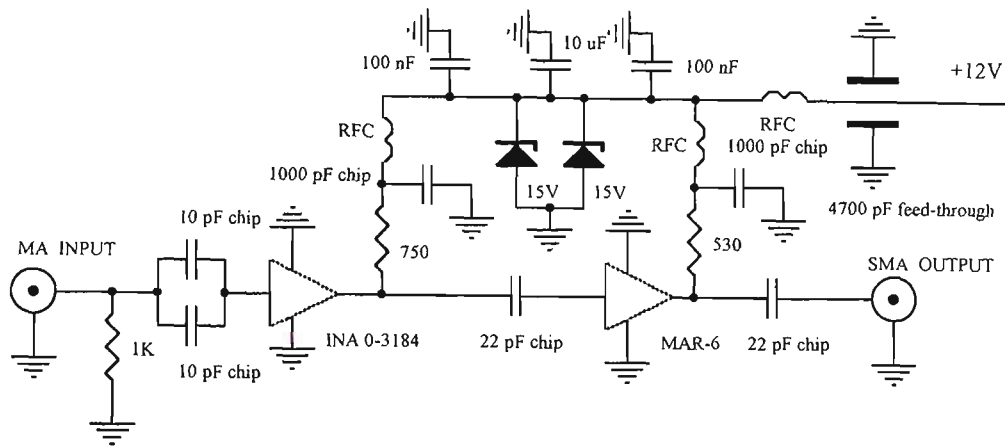 100 nF
10 uF
100 nF
+12V
RFC
RFC
RFC
1000 pF chip
1000 pF chip
15V
15V
4700 pF feed-through
10 pF chip
MA INPUT
750
530
SMA OUTPUT
1K
INA 0-3184
22 pF chip
MAR-6
22 pF chip
10 pF chip